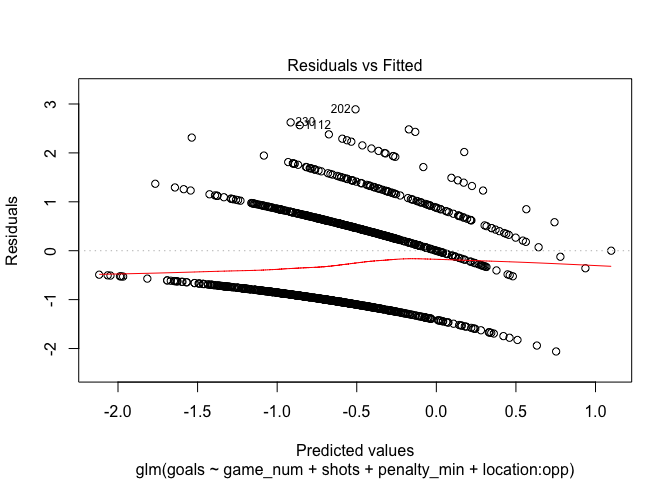 Residuals vs Fitted
Residuals
3
2
1
0
-1
-2
202
230
1112
-2.0 -1.5 -1.0 -0.5 0.0 0.5 1.0
Predicted values
glm(goals ~ game_num + shots + penalty_min + location:opp)